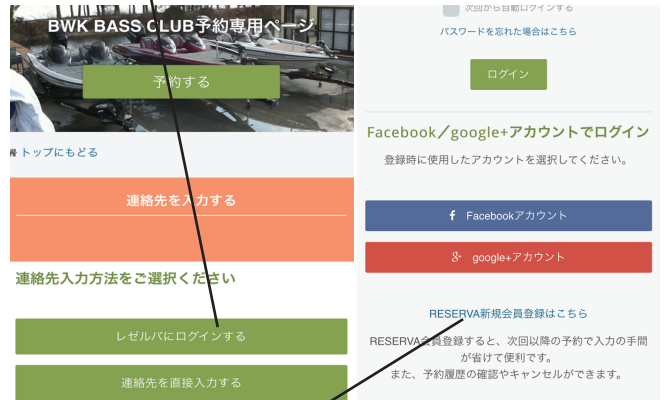 BWK BASS CLUB予約専用ページ
予約する
トップにもどる
連絡先を入力する
連絡先入力方法をご選択ください
レゼルバにログインする
連絡先を直接入力する
次回から自動ログインする
パスワードを忘れた場合はこちら
ログイン
Facebook／google+アカウントでログイン
登録時に使用したアカウントを選択してください。
f Facebookアカウント
g+ google+アカウント
RESERVA新規会員登録はこちら
RESERVA会員登録すると、次回以降の予約で入力の手間
が省けて便利です。
また、予約履歴の確認やキャンセルができます。